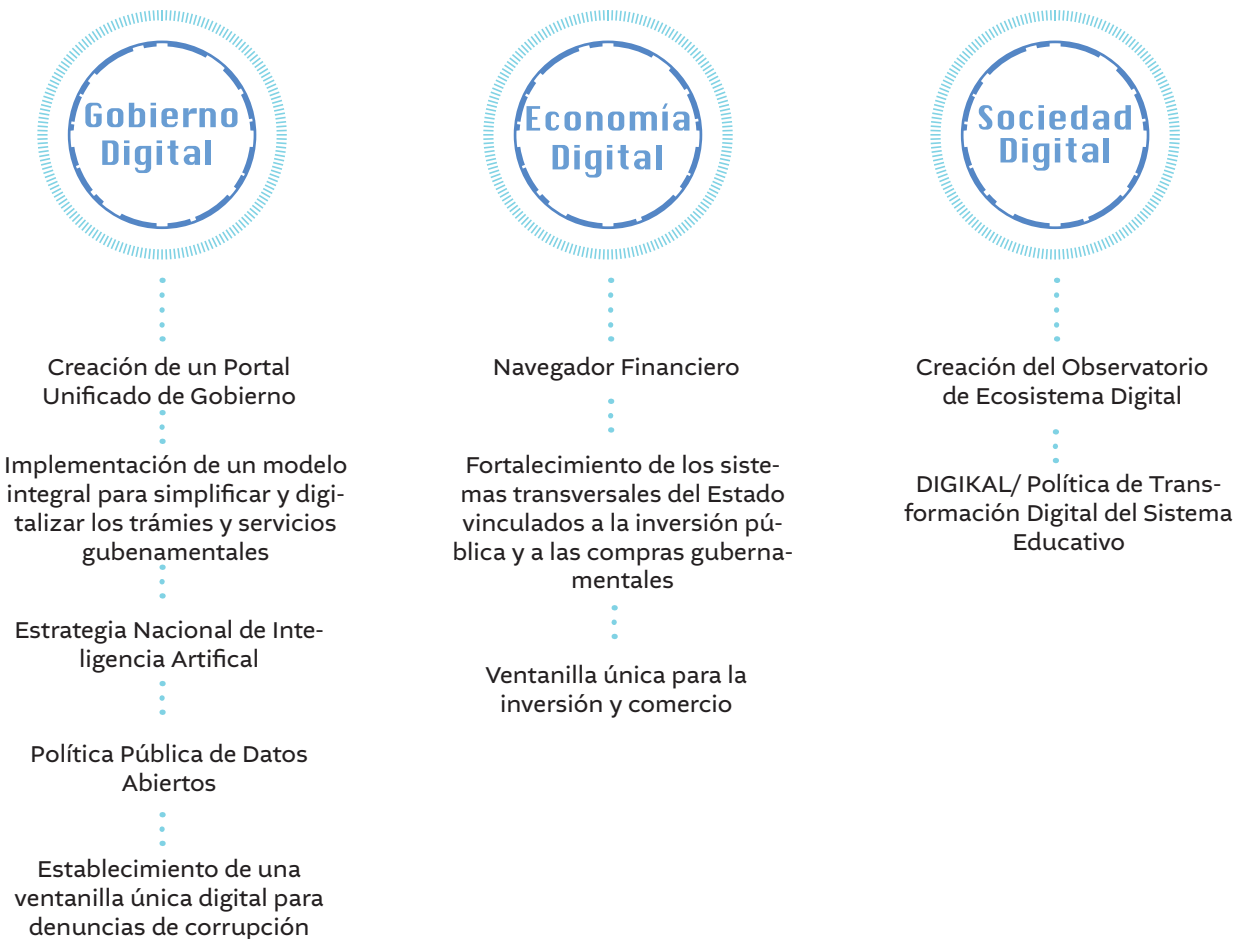 Gobierno
Digital
Creación de un Portal
Unificado de Gobierno
Implementación de un modelo
integral para simplificar y digi-
talizar los trámies y servicios
gubenamentales
Estrategia Nacional de Inte-
ligencia Artifical
Política Pública de Datos
Abiertos
Establecimiento de una
ventanilla única digital para
denuncias de corrupción
Economía
Digital
Navegador Financiero
Fortalecimiento de los siste-
mas transversales del Estado
vinculados a la inversión pú-
blica y a las compras guberna-
mentales
Ventanilla única para la
inversión y comercio
Sociedad
Digital
Creación del Observatorio
de Ecosistema Digital
DIGIKAL/ Política de Trans-
formación Digital del Sistema
Educativo